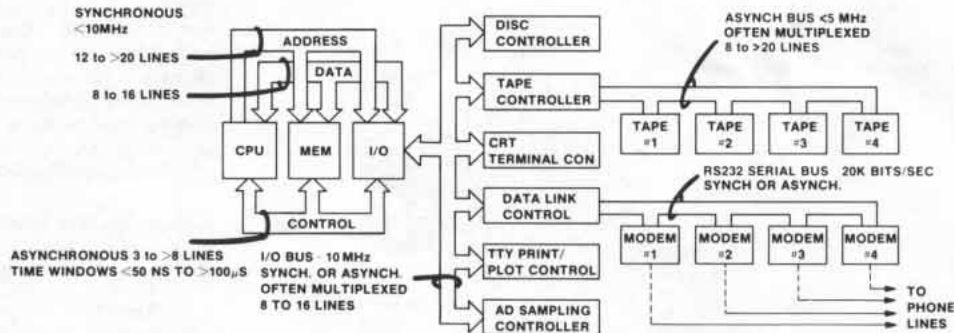 SYNCHRONOUS
<10MHz
12 to >20 LINES
8 to 16 LINES
ADDRESS
DATA
CPU
MEM
I/O
CONTROL
ASYNCHRONOUS 3 to >8 LINES
TIME WINDOWS <50 NS TO >100µS
I/O BUS - 10 MHz
SYNCH. OR ASYNCH.
OFTEN MULTIPLEXED
8 TO 16 LINES
DISC
CONTROLLER
TAPE
CONTROLLER
CRT
TERMINAL CON
DATA LINK
CONTROL
TTY PRINT/
PLOT CONTROL
AD SAMPLING
CONTROLLER
ASYNCH BUS <5 MHz
OFTEN MULTIPLEXED
8 to >20 LINES
TAPE
#1
TAPE
#2
TAPE
#3
TAPE
#4
RS232 SERIAL BUS 20K BITS/SEC
SYNCH OR ASYNCH.
MODEM
#1
MODEM
#2
MODEM
#3
MODEM
#4
TO
PHONE
LINES